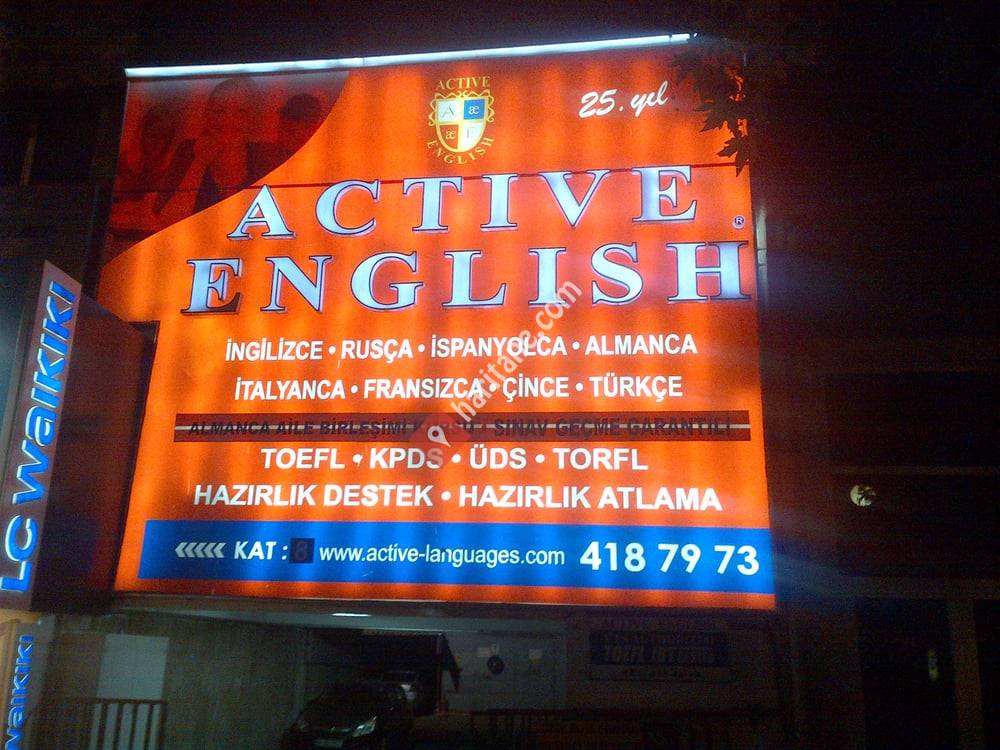 ACTIVE
ENGLISH
25. yıl
ACTIVE
ENGLISH
®
İNGİLİZCE • RUSÇA • İSPANYOLCA • ALMANCA
İTALYANCA • FRANSIZCA • ÇİNCE • TÜRKÇE
ALMANCA AİLE BİRLEŞİMİ SINAV GEÇME GARANTİLİ
TOEFL • KPDS • ÜDS • TORFL
HAZIRLIK DESTEK • HAZIRLIK ATLAMA
<<<<< KAT : 8 www.active-languages.com 418 79 73
LC WAIKIKI
WAIKIKI
haritane.com